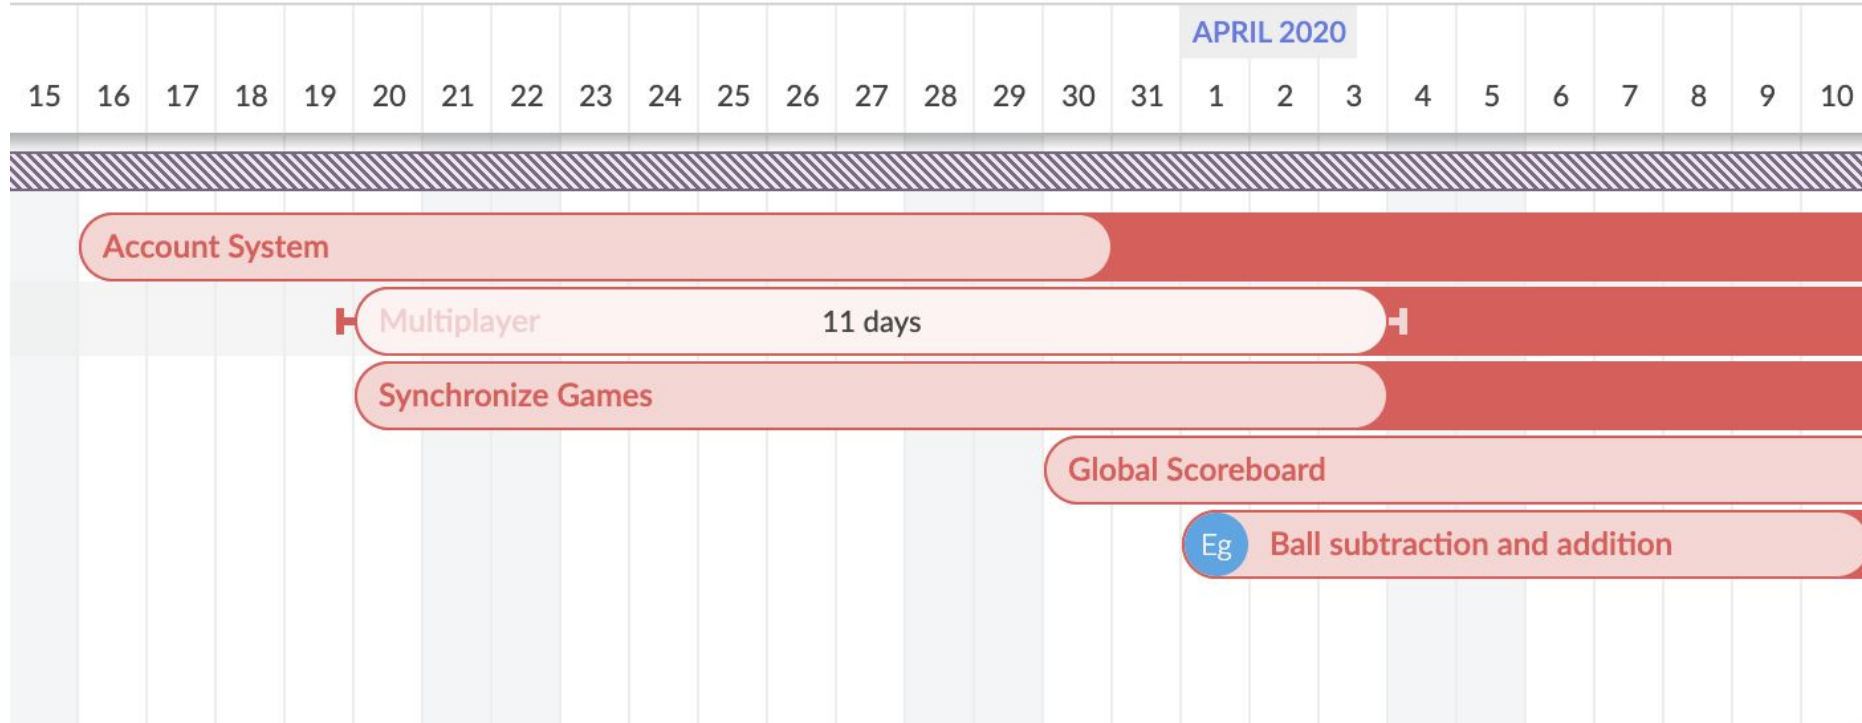 APRIL 2020
15 16 17 18 19 20 21 22 23 24 25 26 27 28 29 30 31 1 2 3 4 5 6 7 8 9 10
Account System
Multiplayer 11 days
Synchronize Games
Global Scoreboard
Eg Ball subtraction and addition